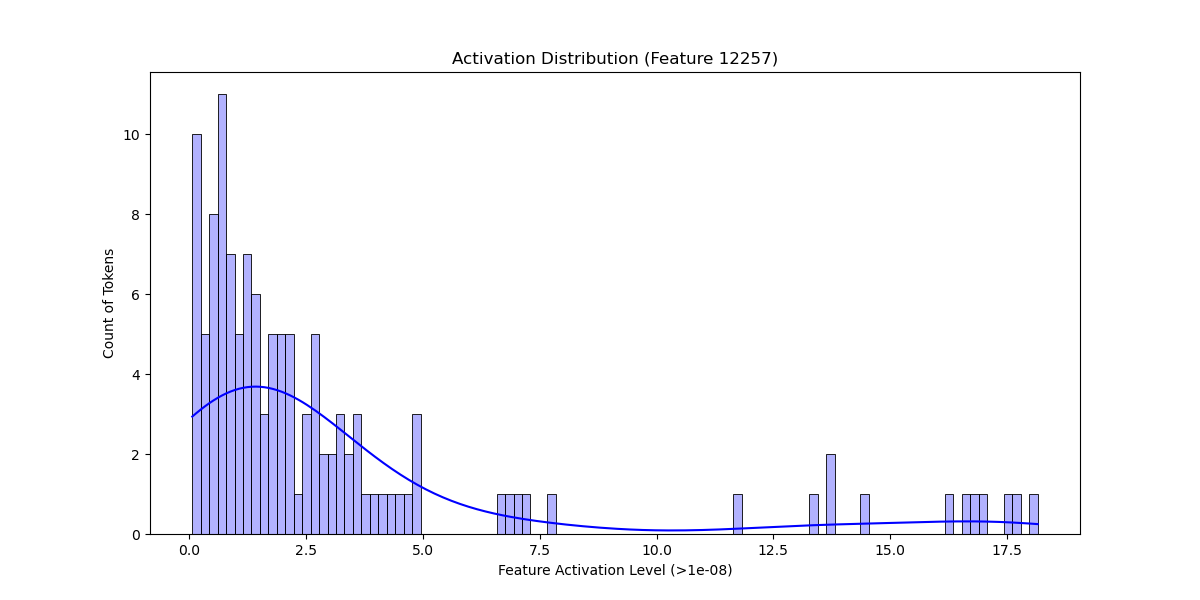 Activation Distribution (Feature 12257)
Count of Tokens
10
8
6
4
2
0
0.0 2.5 5.0 7.5 10.0 12.5 15.0 17.5
Feature Activation Level (>1e-08)